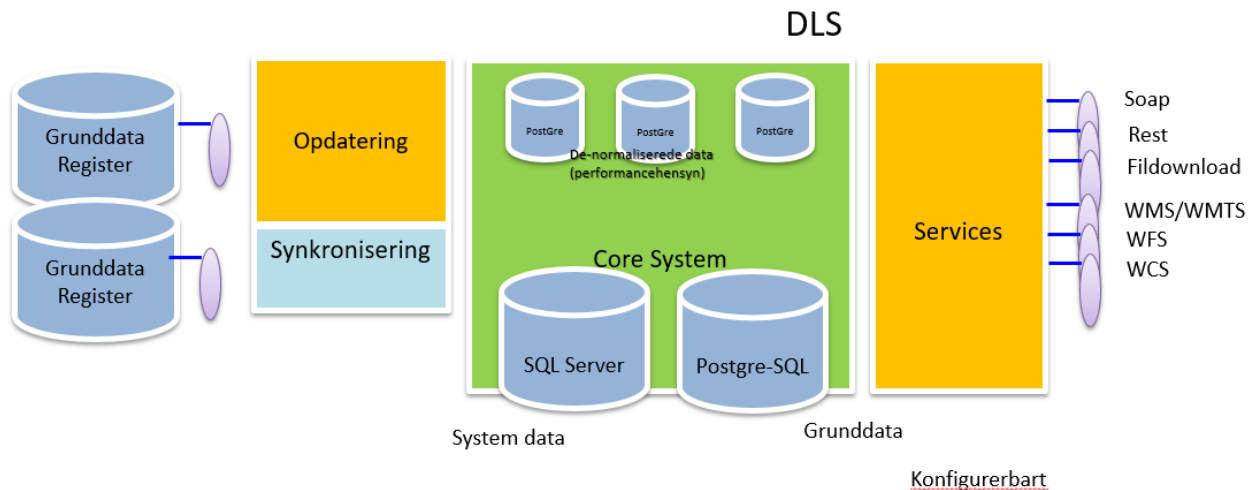 DLS
Grunddata
Register
Grunddata
Register
Opdatering
Synkronisering
PostGre
PostGre
PostGre
De-normaliserede data
(performancehensyn)
Core System
SQL Server
Postgre-SQL
System data
Grunddata
Services
Konfigurerbart
Soap
Rest
Fildownload
WMS/WMTS
WFS
WCS